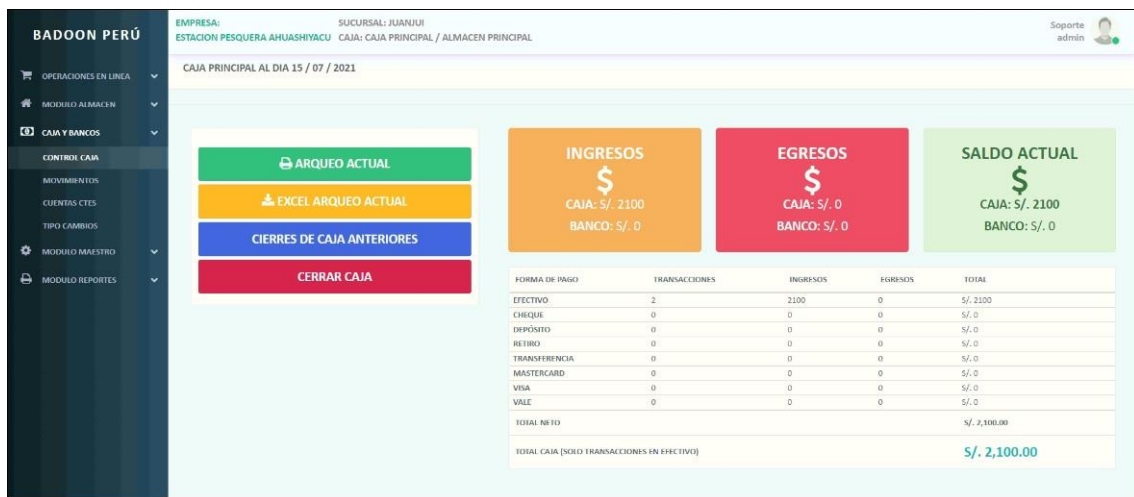 BADOON PERÚ
OPERACIONES EN LINEA
MODULO ALMACEN
CAJA Y BANCOS
CONTROL CAJA
MOVIMIENTOS
CUENTAS CTES
TIPO CAMBIOS
MODULO MAESTRO
MODULO REPORTES
EMPRESA: SUCURSAL: JUANJUI
ESTACION PESQUERA AHUASHIYACU CAJA: CAJA PRINCIPAL / ALMACEN PRINCIPAL
Soporte
admin
CAJA PRINCIPAL AL DIA 15 / 07 / 2021
ARQUEO ACTUAL
EXCEL ARQUEO ACTUAL
CIERRES DE CAJA ANTERIORES
CERRAR CAJA
INGRESOS
$
CAJA: S/. 2100
BANCO: S/. 0
EGRESOS
$
CAJA: S/. 0
BANCO: S/. 0
SALDO ACTUAL
$
CAJA: S/. 2100
BANCO: S/. 0
FORMA DE PAGO TRANSACCIONES INGRESOS EGRESOS TOTAL
EFECTIVO 2 2100 0 S/. 2100
CHEQUE 0 0 0 S/. 0
DEPÓSITO 0 0 0 S/. 0
RETIRO 0 0 0 S/. 0
TRANSFERENCIA 0 0 0 S/. 0
MASTERCARD 0 0 0 S/. 0
VISA 0 0 0 S/. 0
VALE 0 0 0 S/. 0
TOTAL NETO S/. 2,100.00
TOTAL CAJA (SOLO TRANSACCIONES EN EFECTIVO) S/. 2,100.00